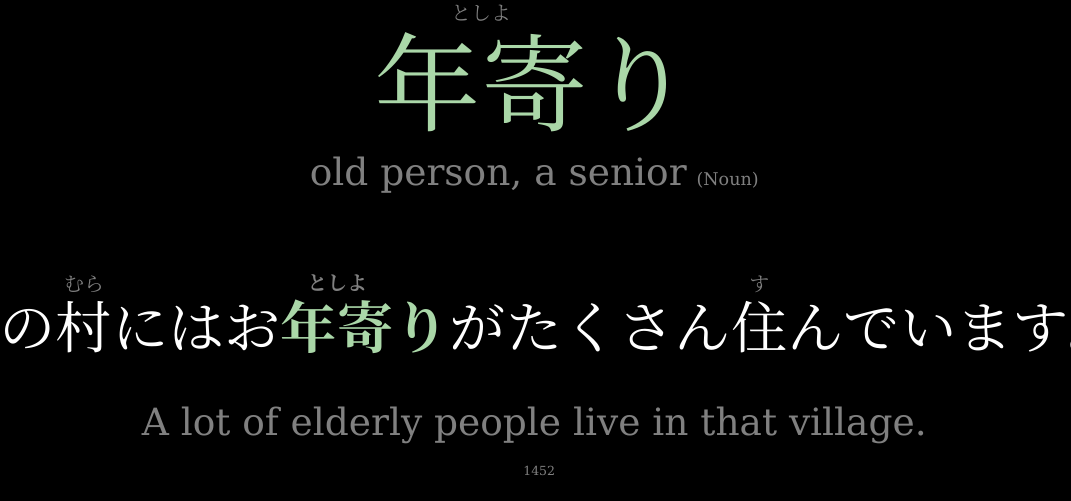 としよ
年寄り
old person, a senior (Noun)
むら としよ す
の村にはお年寄りがたくさん住んでいます
A lot of elderly people live in that village.
1452